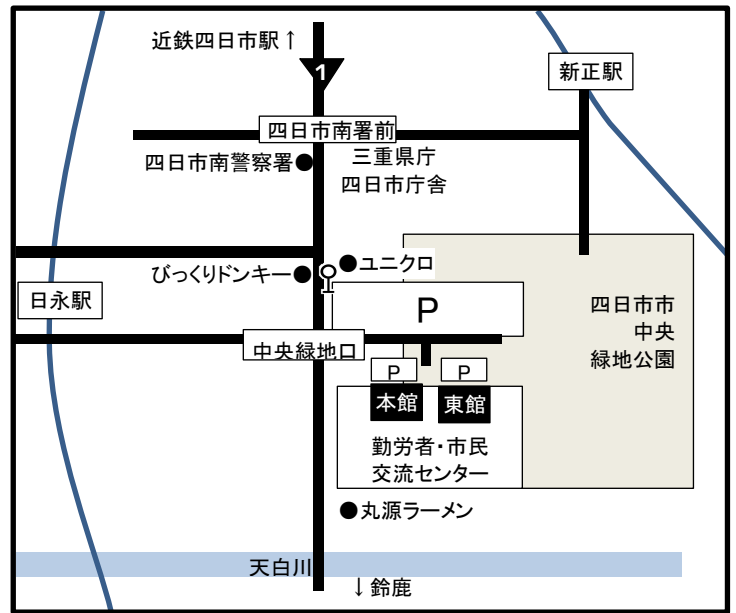 近鉄四日市駅↑
1
新正駅
四日市南署前
四日市南警察署●
三重県庁
四日市庁舎
●ユニクロ
びっくりドンキー●
日永駅
P
四日市市
中央
緑地公園
中央緑地口
P
P
本館
東館
勤労者・市民
交流センター
●丸源ラーメン
天白川
↓鈴鹿